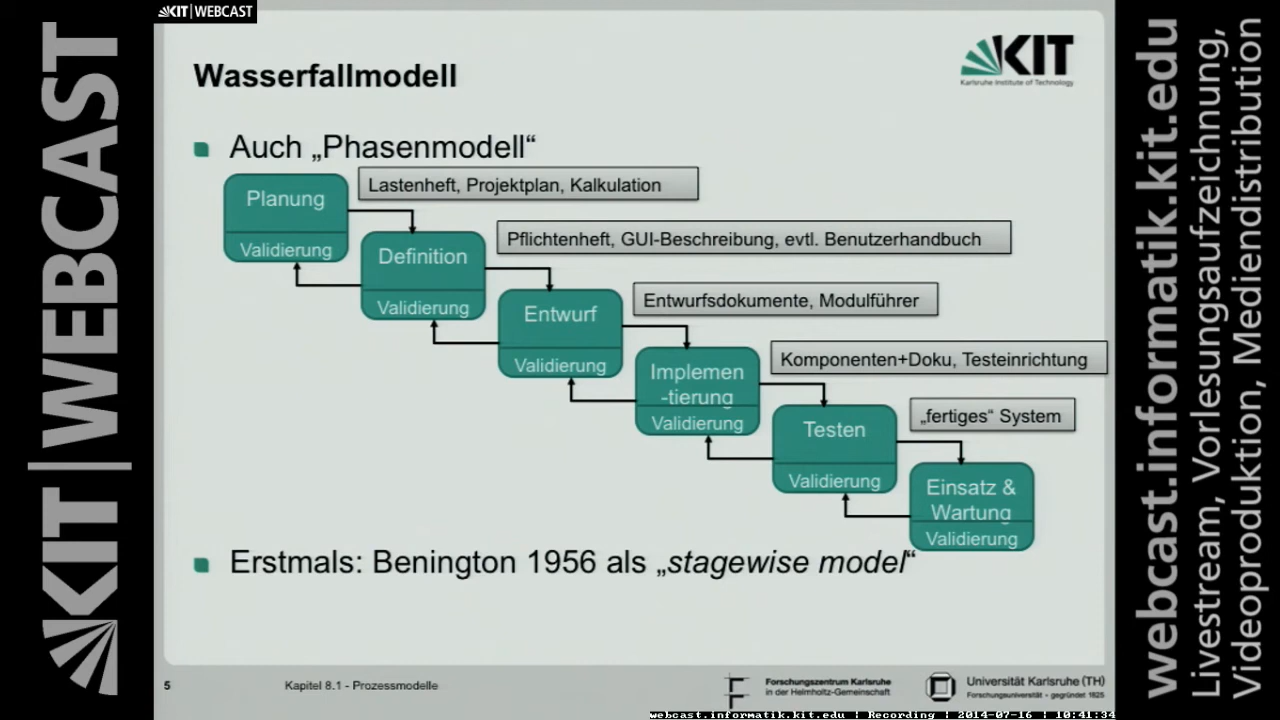 KIT | WEBCAST
KIT | WEBCAST
Wasserfallmodell
KIT
Karlsruhe Institute of Technology
Auch „Phasenmodell“
Planung
Validierung
Lastenheft, Projektplan, Kalkulation
Definition
Validierung
Pflichtenheft, GUI-Beschreibung, evtl. Benutzerhandbuch
Entwurf
Validierung
Entwurfsdokumente, Modulführer
Implemen
-tierung
Validierung
Komponenten+Doku, Testeinrichtung
Testen
Validierung
„fertiges“ System
Einsatz &
Wartung
Validierung
Erstmals: Benington 1956 als „stagewise model“
5
Kapitel 8.1 - Prozessmodelle
Forschungszentrum Karlsruhe
in der Helmholtz-Gemeinschaft
Universität Karlsruhe (TH)
Forschungsuniversität - gegründet 1825
webcast.informatik.kit.edu | Recording | 2014-07-16 | 10:41:34
webcast.informatik.kit.edu
Livestream, Vorlesungsaufzeichnung,
Videoproduktion, Mediendistribution